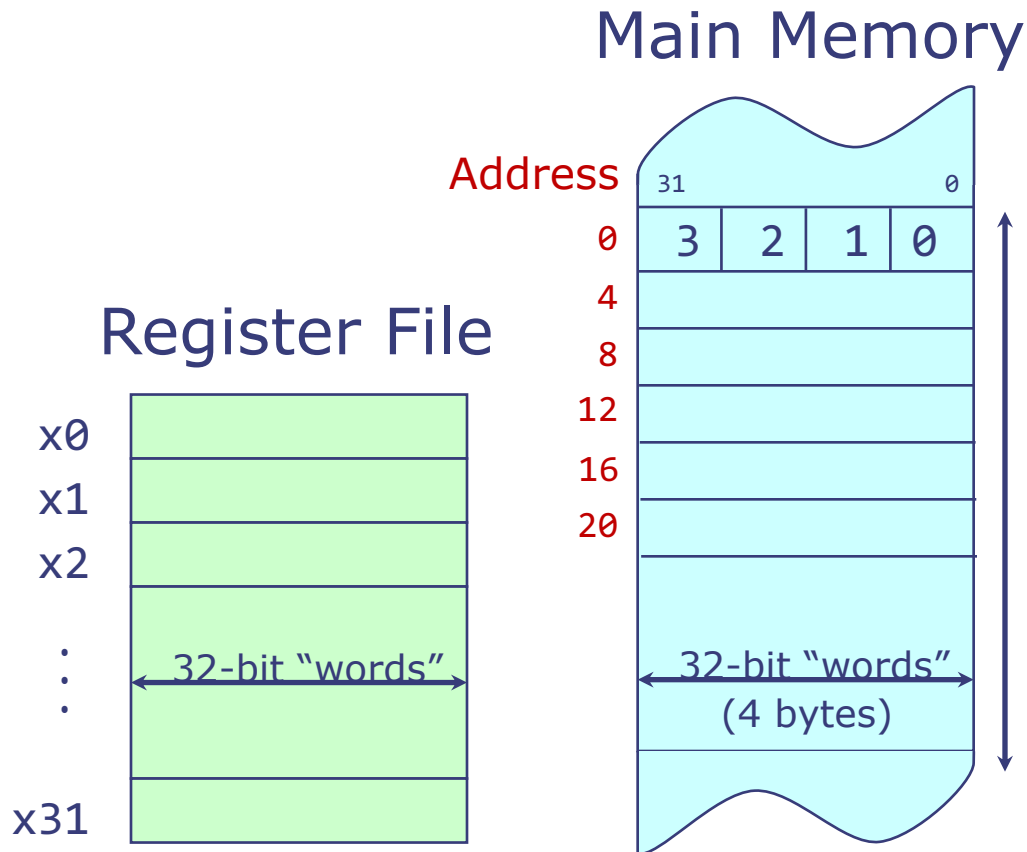 Main Memory
Address
31 0
0 3 2 1 0
4
8
12
16
20
32-bit “words”
(4 bytes)
Register File
x0
x1
x2
.
.
.
32-bit “words”
x31